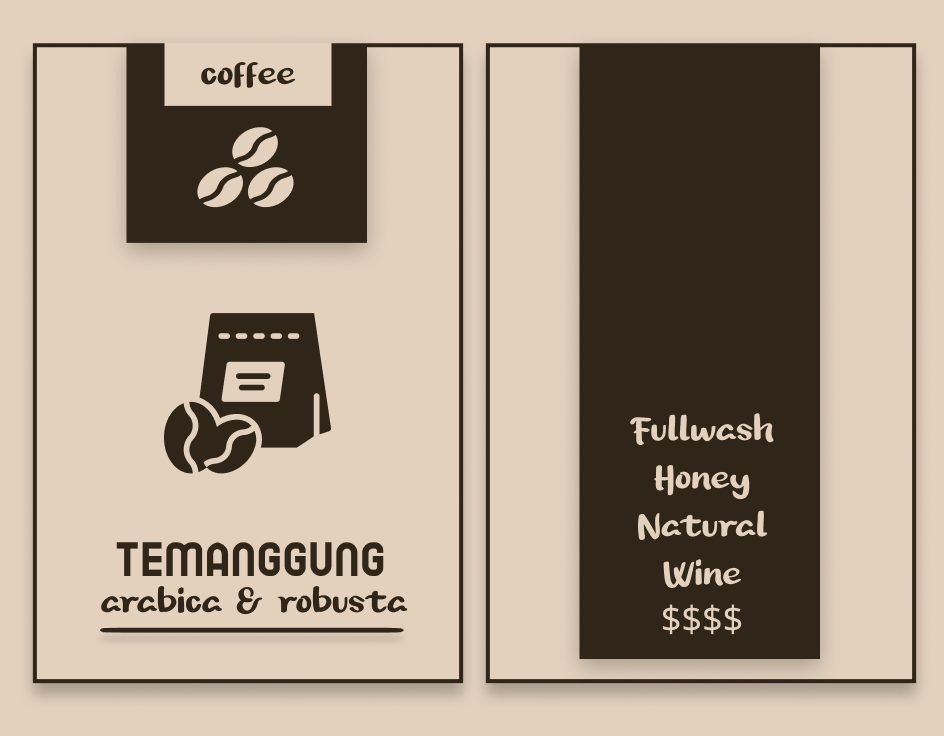 coffee
TEMANGGUNG
arabica & robusta
Fullwash
Honey
Natural
Wine
$$$$